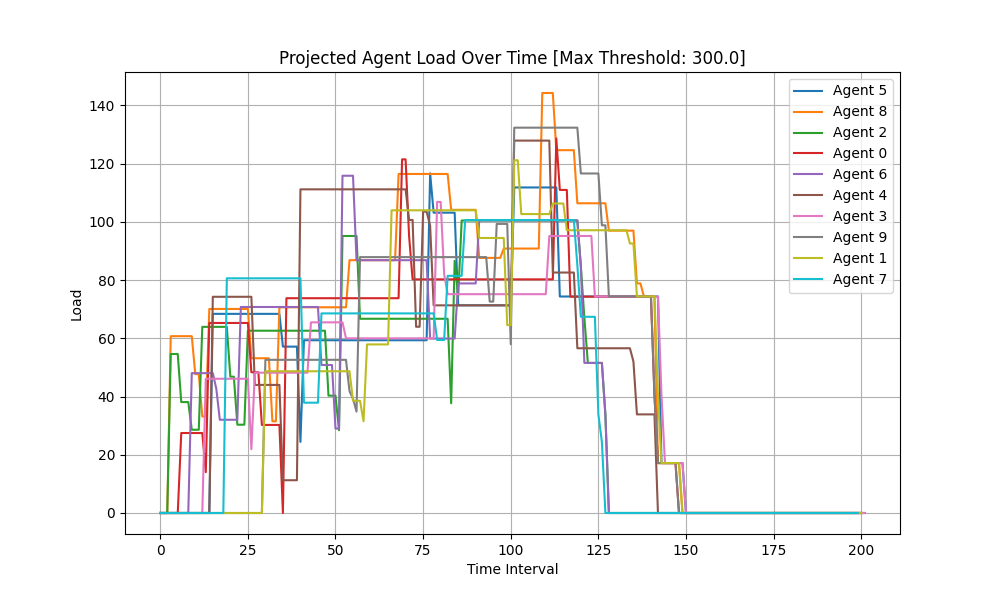 Projected Agent Load Over Time [Max Threshold: 300.0]
Load
140
120
100
80
60
40
20
0
0 25 50 75 100 125 150 175 200
Time Interval
Agent 5
Agent 8
Agent 2
Agent 0
Agent 6
Agent 4
Agent 3
Agent 9
Agent 1
Agent 7